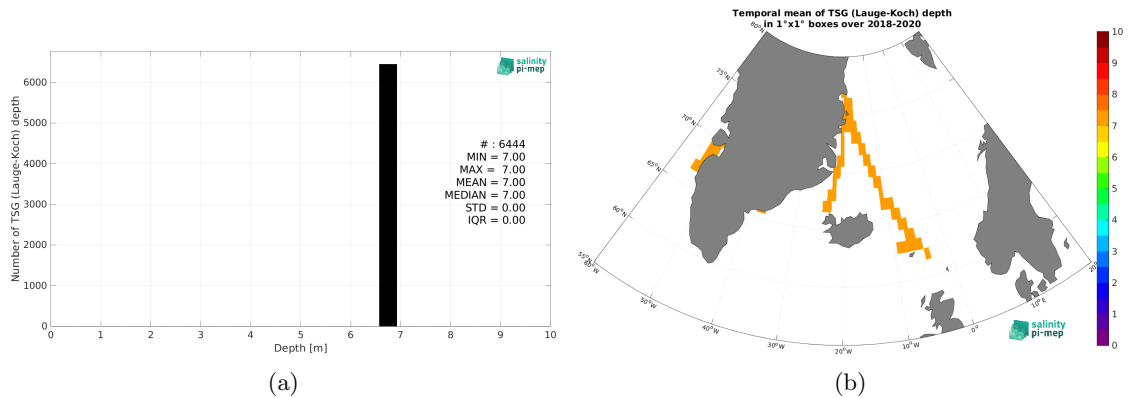 salinity
pi-mep
Number of TSG (Lauge-Koch) depth
6000
5000
4000
3000
2000
1000
0
# : 6444
MIN = 7.00
MAX = 7.00
MEAN = 7.00
MEDIAN = 7.00
STD = 0.00
IQR = 0.00
1 2 3 4 5 6 7 8 9 10
Depth [m]
(a)
Temporal mean of TSG (Lauge-Koch) depth
in 1°x1° boxes over 2018-2020
80°N
75°N
70°N
65°N
60°N
55°N
60°W
50°W
40°W
30°W
20°W
10°W
0°
10°E
20°
salinity
pi-mep
10
9
8
7
6
5
4
3
2
1
0
(b)